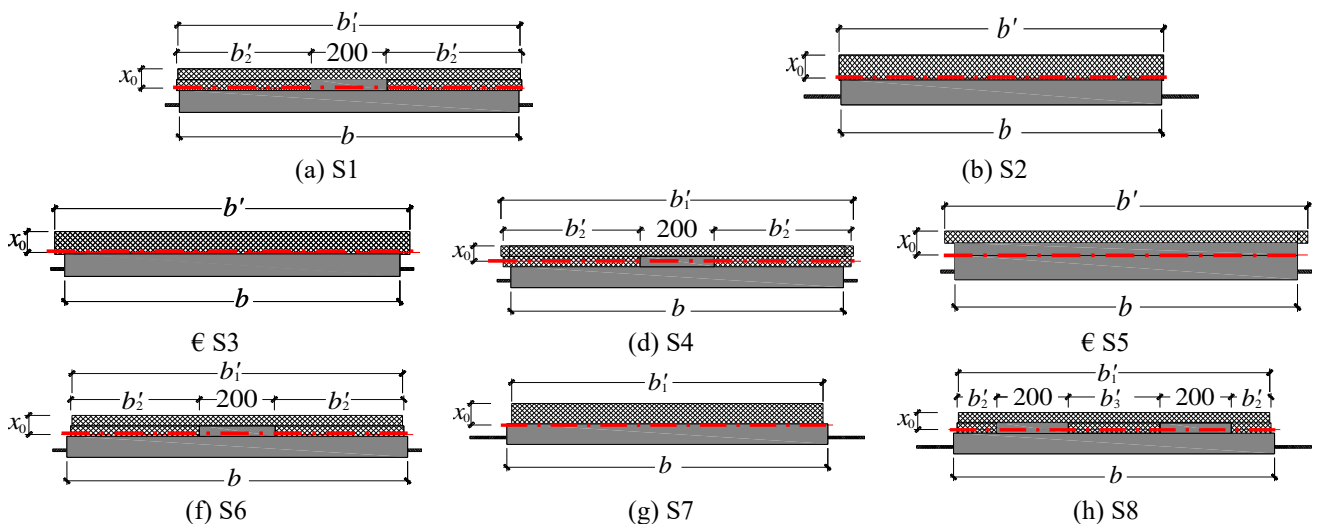 b′₁
b′₂ 200 b′₂
x₀
b
(a) S1
b′
x₀
b
(b) S2
b′
x₀
b
€ S3
b′₁
b′₂ 200 b′₂
x₀
b
(d) S4
b′
x₀
b
€ S5
b′₁
b′₂ 200 b′₂
x₀
b
(f) S6
b′₁
x₀
b
(g) S7
b′₁
b′₂ 200 b′₃ 200 b′₂
x₀
b
(h) S8